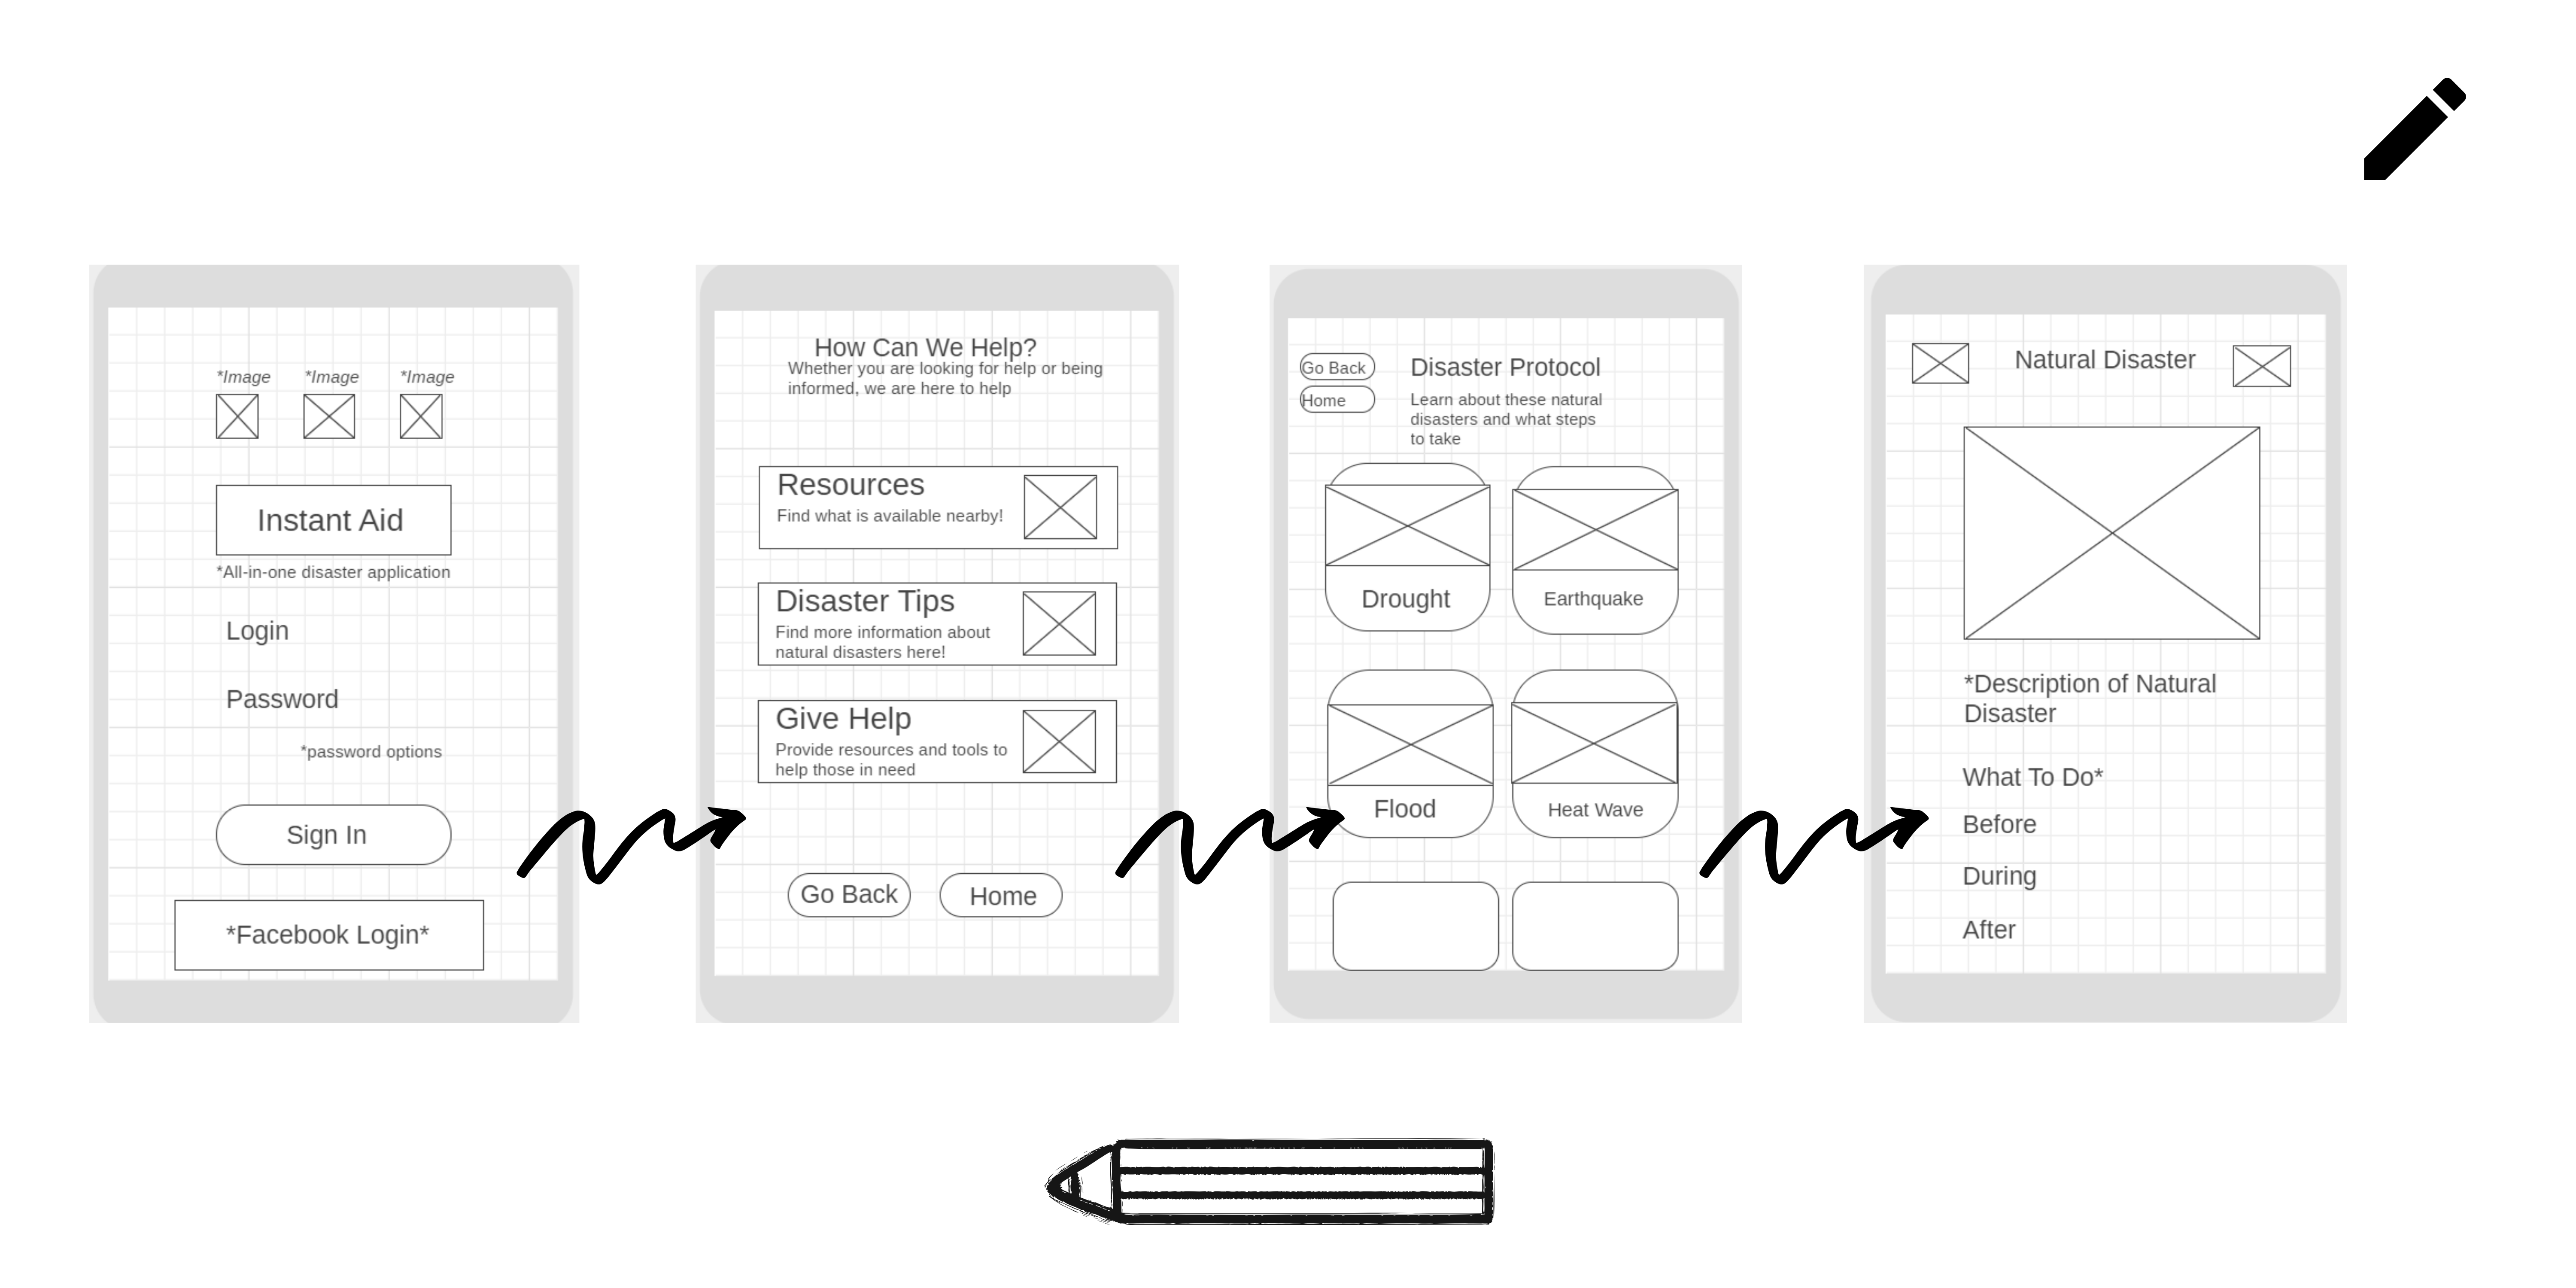 *Image *Image *Image
Instant Aid
*All-in-one disaster application
Login
Password
*password options
Sign In
*Facebook Login*
How Can We Help?
Whether you are looking for help or being
informed, we are here to help
Resources
Find what is available nearby!
Disaster Tips
Find more information about
natural disasters here!
Give Help
Provide resources and tools to
help those in need
Go Back Home
Go Back
Home
Disaster Protocol
Learn about these natural
disasters and what steps
to take
Drought Earthquake
Flood Heat Wave
Natural Disaster
*Description of Natural
Disaster
What To Do*
Before
During
After